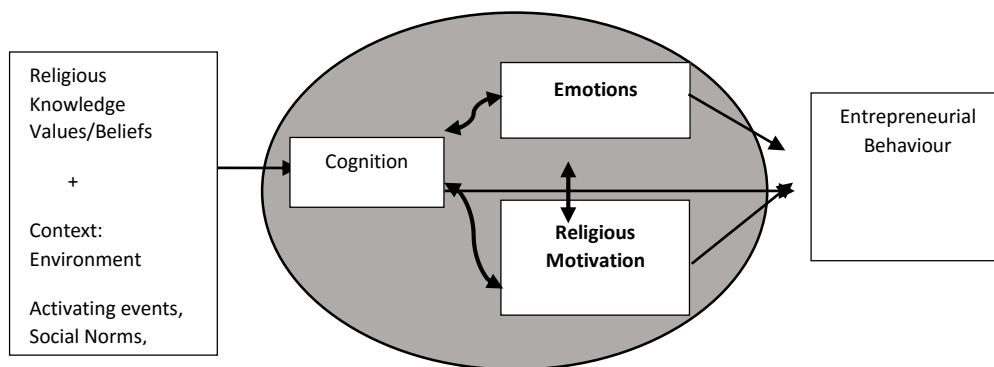 Religious
Knowledge
Values/Beliefs
+
Context:
Environment
Activating events,
Social Norms,
Cognition
Emotions
Religious
Motivation
Entrepreneurial
Behaviour